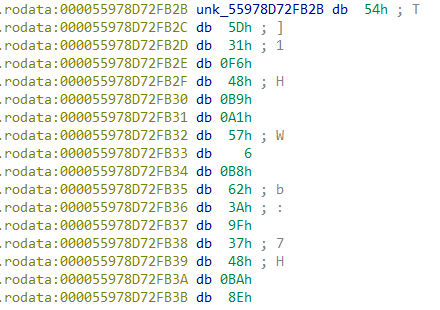 .rodata:000055978D72FB2B unk_55978D72FB2B db 54h ; T
.rodata:000055978D72FB2C db 5Dh ; ]
.rodata:000055978D72FB2D db 31h ; 1
.rodata:000055978D72FB2E db 0F6h
.rodata:000055978D72FB2F db 48h ; H
.rodata:000055978D72FB30 db 0B9h
.rodata:000055978D72FB31 db 0A1h
.rodata:000055978D72FB32 db 57h ; W
.rodata:000055978D72FB33 db 6
.rodata:000055978D72FB34 db 0B8h
.rodata:000055978D72FB35 db 62h ; b
.rodata:000055978D72FB36 db 3Ah ; :
.rodata:000055978D72FB37 db 9Fh
.rodata:000055978D72FB38 db 37h ; 7
.rodata:000055978D72FB39 db 48h ; H
.rodata:000055978D72FB3A db 0BAh
.rodata:000055978D72FB3B db 8Eh